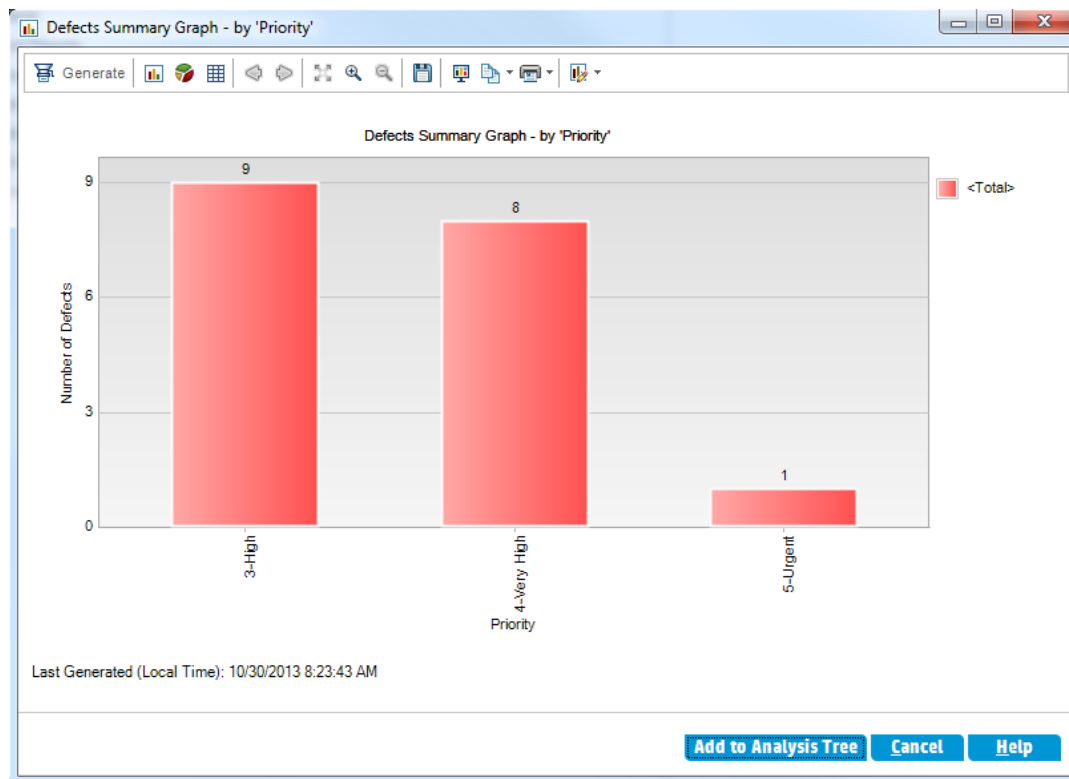 Defects Summary Graph - by 'Priority'
Generate
Defects Summary Graph - by 'Priority'
9
8
1
9
6
3
0
Number of Defects
3-High
4-Very High
5-Urgent
Priority
<Total>
Last Generated (Local Time): 10/30/2013 8:23:43 AM
Add to Analysis Tree
Cancel
Help